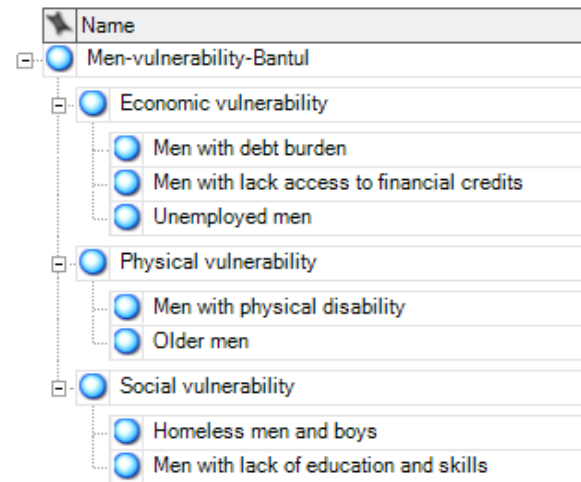 Name
Men-vulnerability-Bantul
Economic vulnerability
Men with debt burden
Men with lack access to financial credits
Unemployed men
Physical vulnerability
Men with physical disability
Older men
Social vulnerability
Homeless men and boys
Men with lack of education and skills